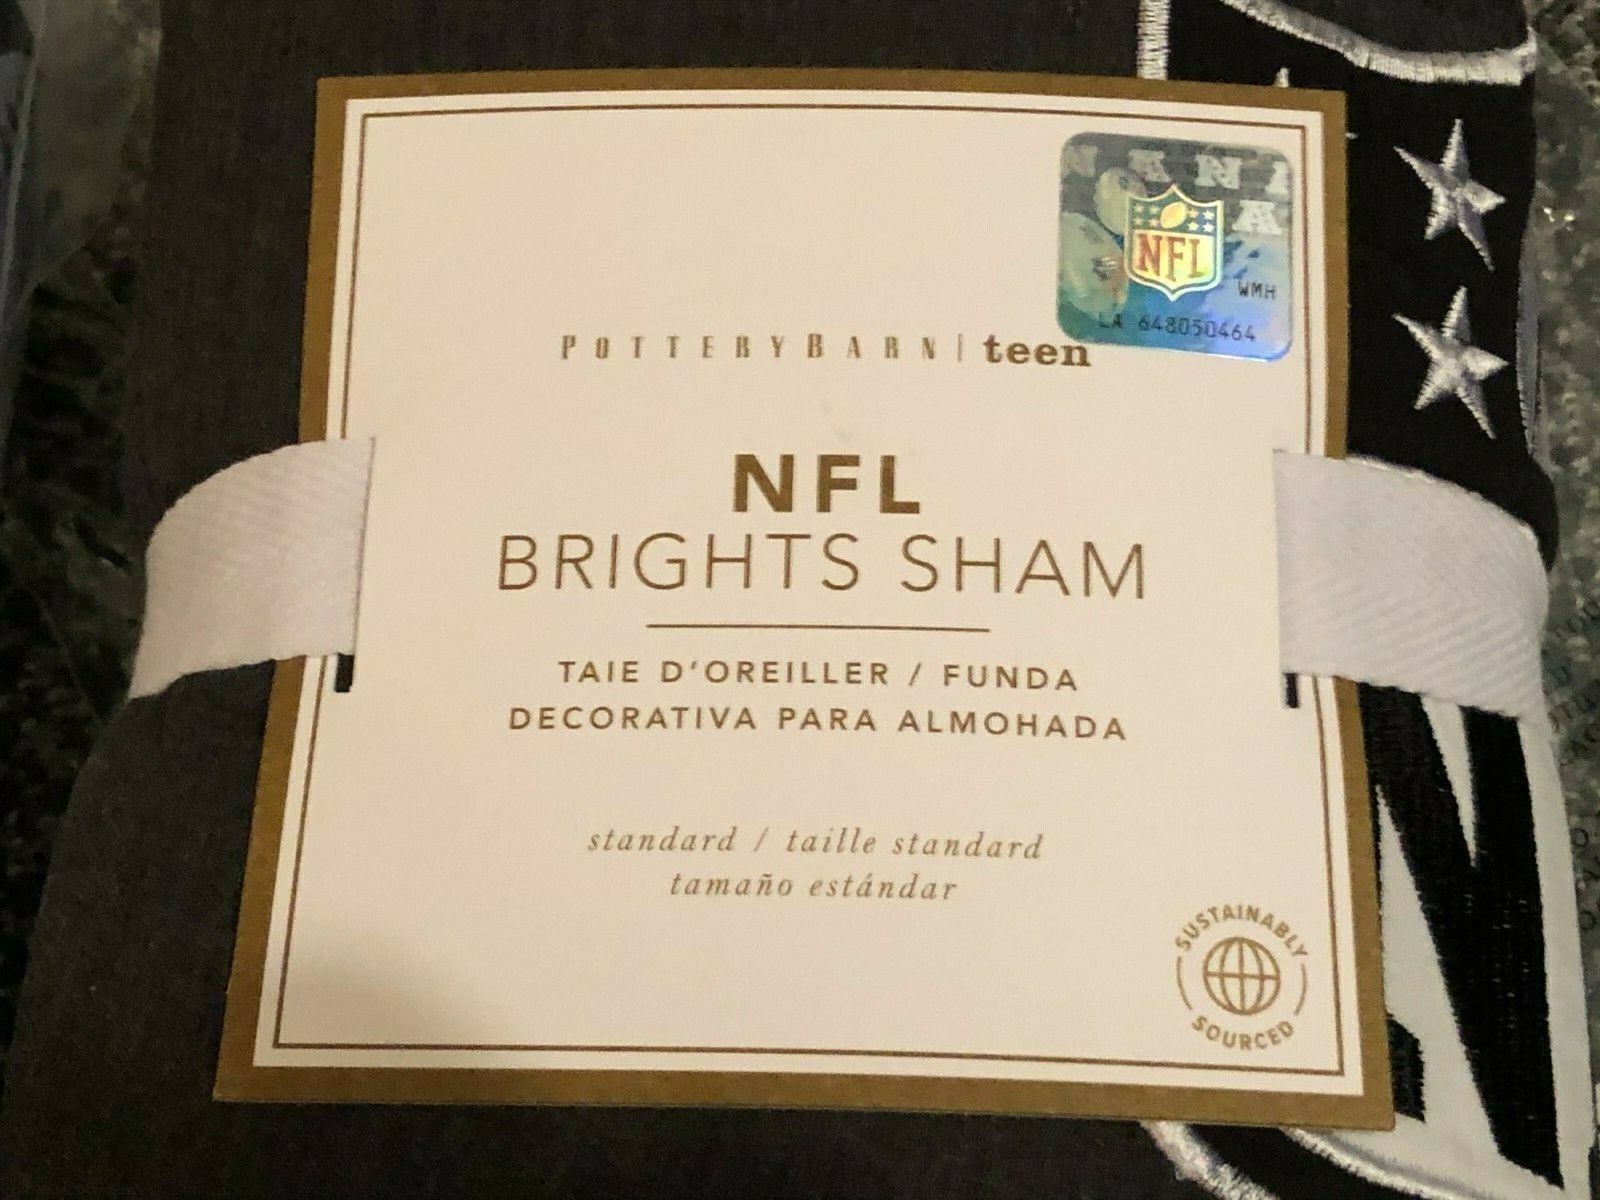 NFL
WMH
LA 648050464
POTTERYBARN | teen
NFL
BRIGHTS SHAM
TAIE D'OREILLER / FUNDA
DECORATIVA PARA ALMOHADA
standard / taille standard
tamaño estándar
SUSTAINABLY
SOURCED